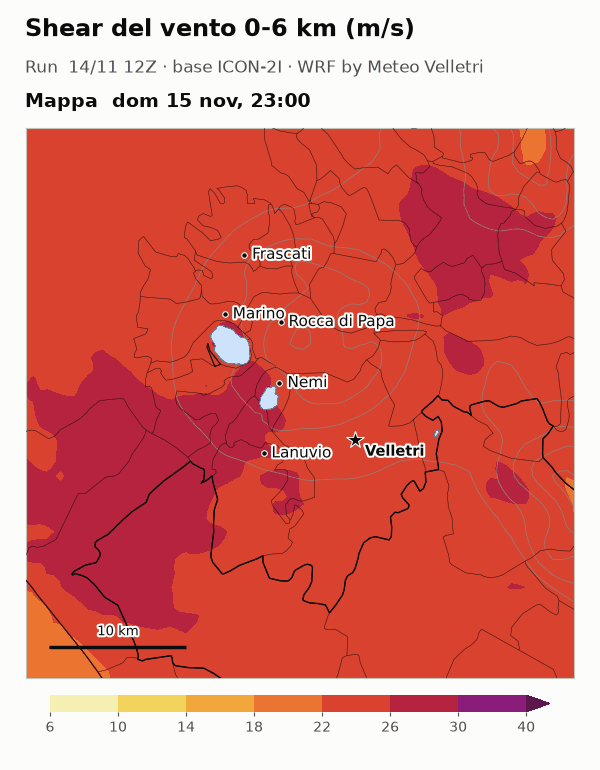 Shear del vento 0-6 km (m/s)
Run 14/11 12Z · base ICON-2I · WRF by Meteo Velletri
Mappa dom 15 nov, 23:00
Frascati
Marino
Rocca di Papa
Nemi
Velletri
Lanuvio
10 km
6 10 14 18 22 26 30 40